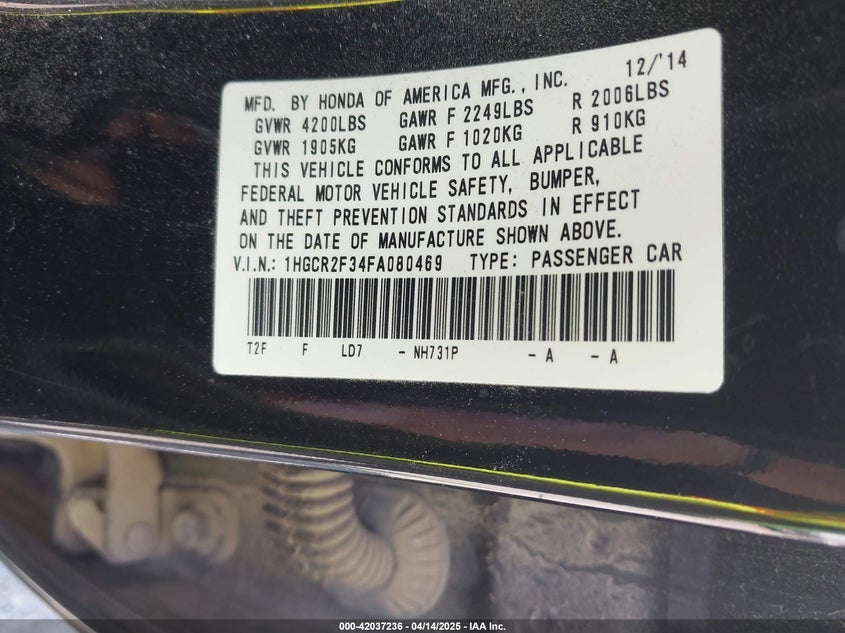 12/'14
MFD. BY HONDA OF AMERICA MFG., INC.
GVWR 4200LBS GAWR F 2249LBS R 2006LBS
GVWR 1905KG GAWR F 1020KG R 910KG
THIS VEHICLE CONFORMS TO ALL APPLICABLE
FEDERAL MOTOR VEHICLE SAFETY, BUMPER,
AND THEFT PREVENTION STANDARDS IN EFFECT
ON THE DATE OF MANUFACTURE SHOWN ABOVE.
V.I.N.: 1HGCR2F34FA080469 TYPE: PASSENGER CAR
T2F F LD7 - NH731P - A - A
000-42037236 - 04/14/2025 - IAA Inc.